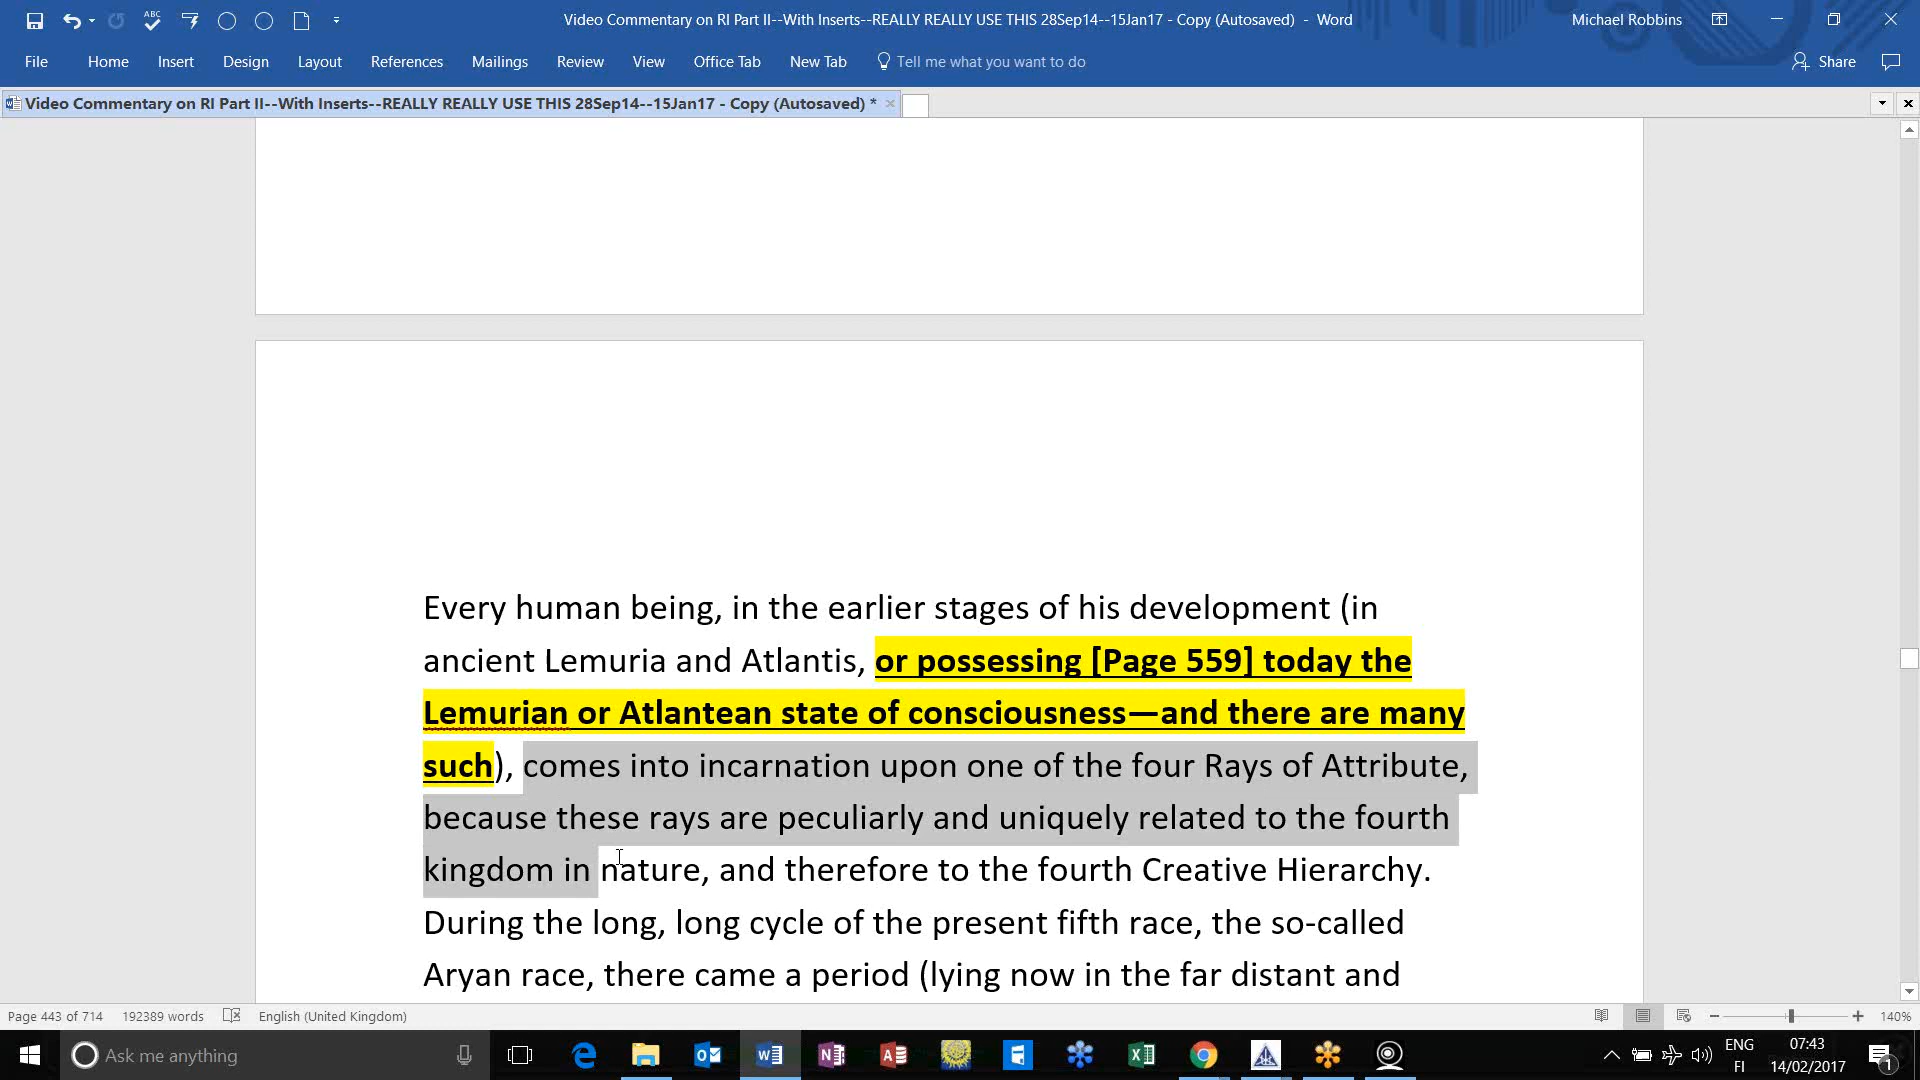 ABC
Video Commentary on RI Part II--With Inserts--REALLY REALLY USE THIS 28Sep14--15Jan17 - Copy (Autosaved) - Word
Michael Robbins
File Home Insert Design Layout References Mailings Review View Office Tab New Tab Tell me what you want to do Share
Video Commentary on RI Part II--With Inserts--REALLY REALLY USE THIS 28Sep14--15Jan17 - Copy (Autosaved) *
Every human being, in the earlier stages of his development (in
ancient Lemuria and Atlantis, or possessing [Page 559] today the
Lemurian or Atlantean state of consciousness—and there are many
such), comes into incarnation upon one of the four Rays of Attribute,
because these rays are peculiarly and uniquely related to the fourth
kingdom in nature, and therefore to the fourth Creative Hierarchy.
During the long, long cycle of the present fifth race, the so-called
Aryan race, there came a period (lying now in the far distant and
Page 443 of 714 192389 words English (United Kingdom) 140%
Ask me anything
ENG
FI
07:43
14/02/2017
1